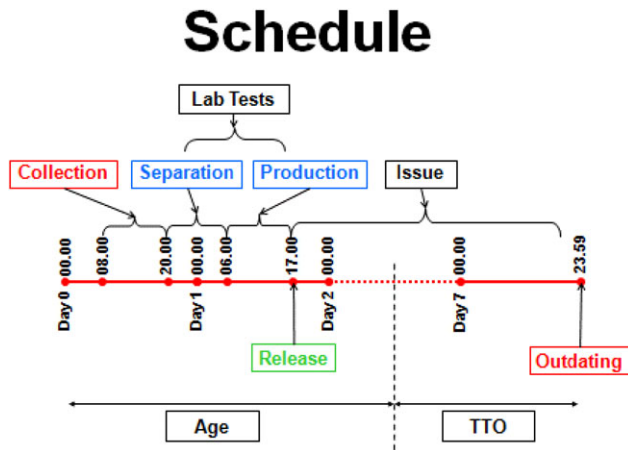 Schedule
Lab Tests
Collection
Separation
Production
Issue
00.00
08.00
20.00
00.00
06.00
17.00
00.00
00.00
23.59
Day 0
Day 1
Day 2
Day 7
Release
Outdating
Age
TTO